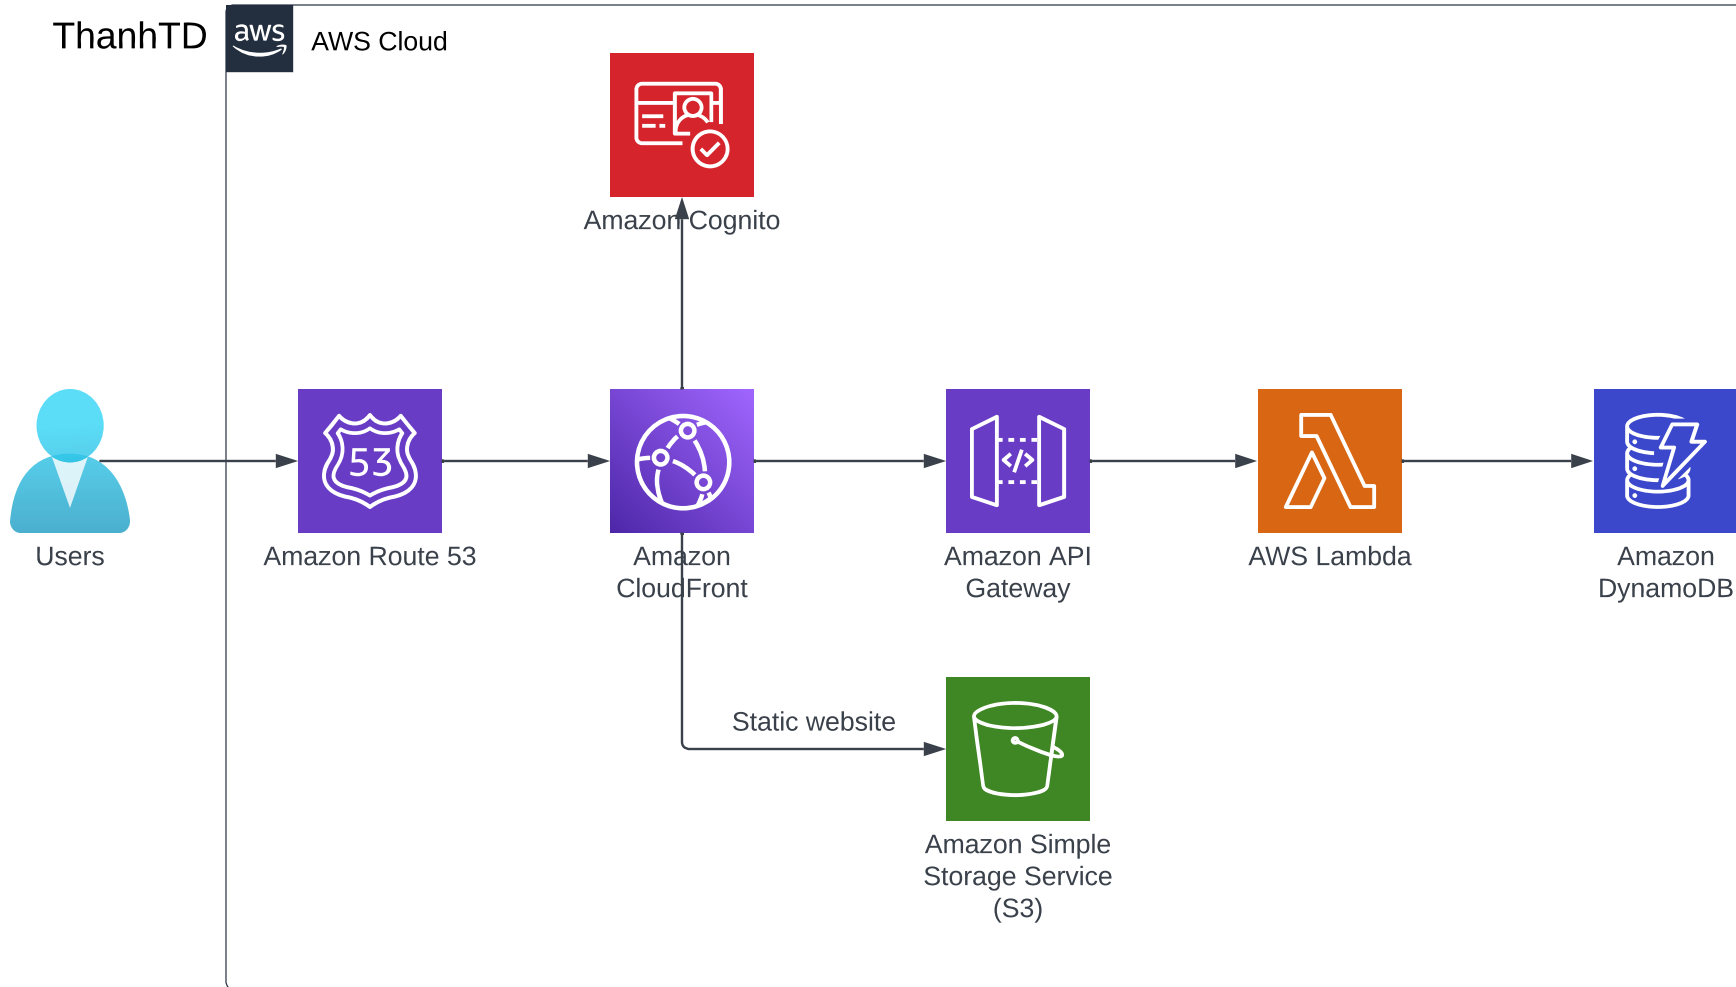 ThanhTD
aws
AWS Cloud
Amazon Cognito
53
Users
Amazon Route 53
Amazon
CloudFront
</>
Amazon API
Gateway
AWS Lambda
Amazon
DynamoDB
Static website
Amazon Simple
Storage Service
(S3)